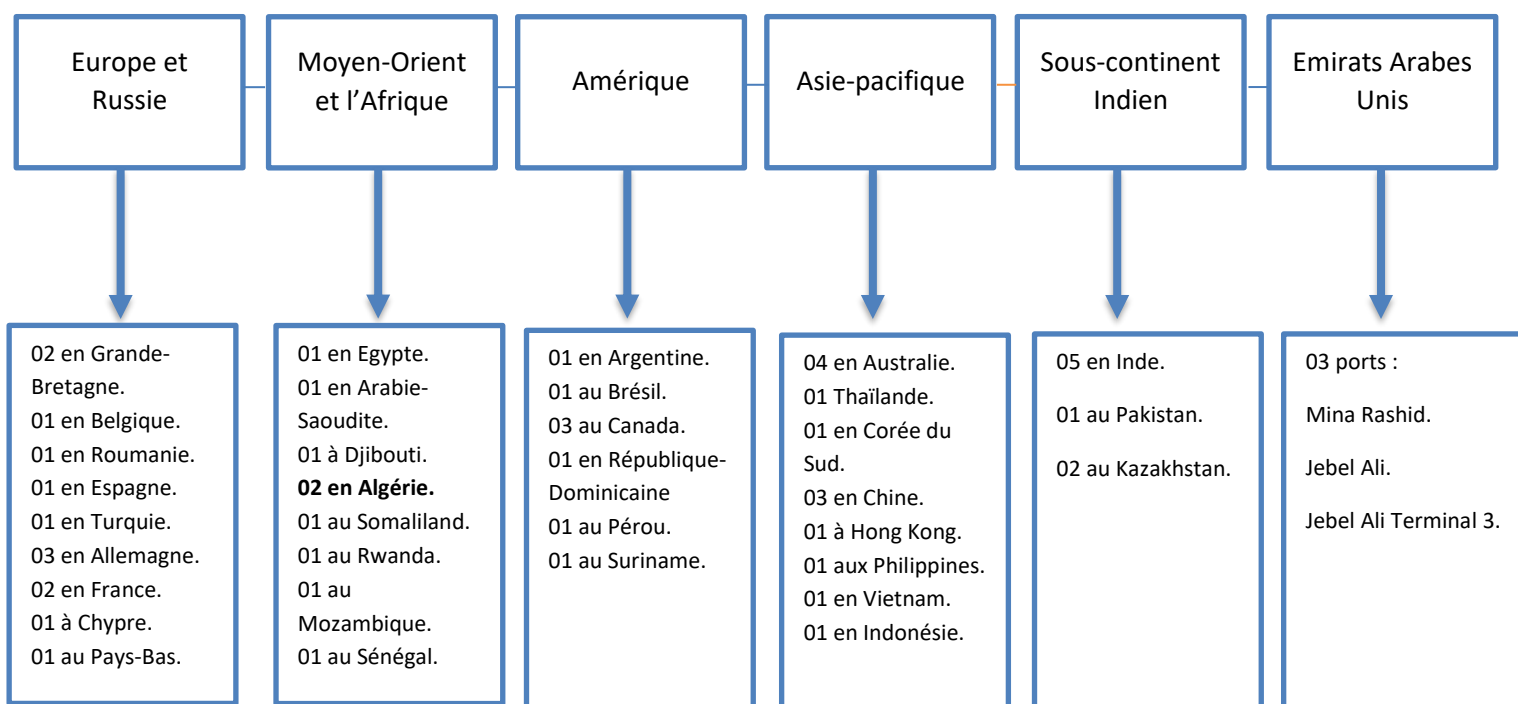 Europe et
Russie
Moyen-Orient
et l’Afrique
Amérique
Asie-pacifique
Sous-continent
Indien
Emirats Arabes
Unis
02 en Grande-
Bretagne.
01 en Belgique.
01 en Roumanie.
01 en Espagne.
01 en Turquie.
03 en Allemagne.
02 en France.
01 à Chypre.
01 au Pays-Bas.
01 en Egypte.
01 en Arabie-
Saoudite.
01 à Djibouti.
02 en Algérie.
01 au Somaliland.
01 au Rwanda.
01 au
Mozambique.
01 au Sénégal.
01 en Argentine.
01 au Brésil.
03 au Canada.
01 en République-
Dominicaine
01 au Pérou.
01 au Suriname.
04 en Australie.
01 Thaïlande.
01 en Corée du
Sud.
03 en Chine.
01 à Hong Kong.
01 aux Philippines.
01 en Vietnam.
01 en Indonésie.
05 en Inde.
01 au Pakistan.
02 au Kazakhstan.
03 ports :
Mina Rashid.
Jebel Ali.
Jebel Ali Terminal 3.